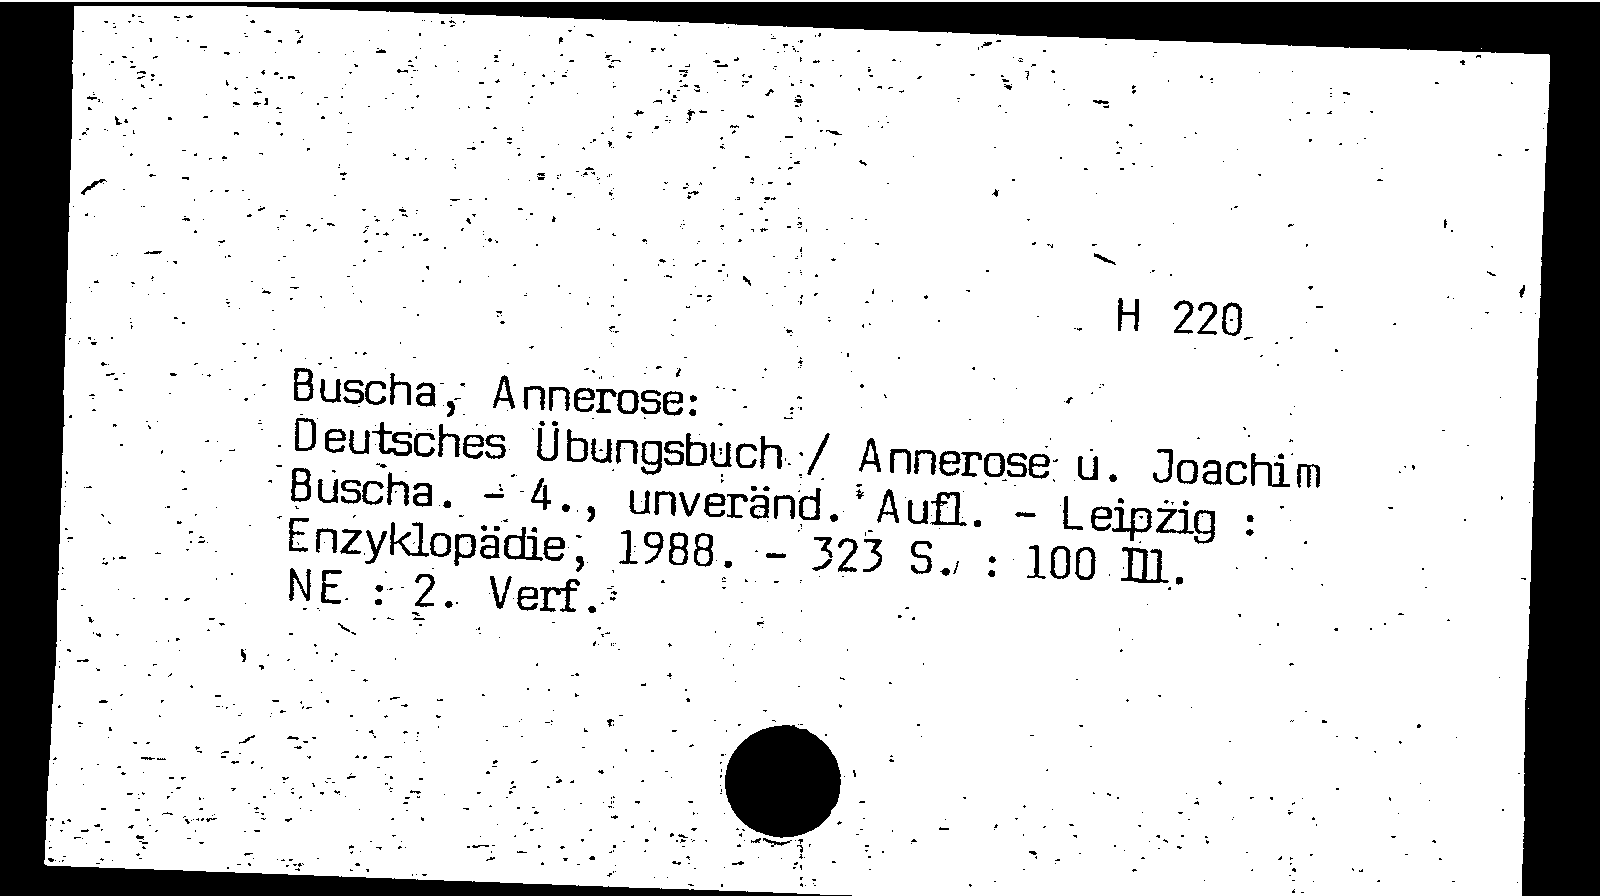 H 220
Buscha, Annerose:
Deutsches Übungsbuch / Annerose u. Joachim
Buscha. - 4., unveränd. Aufl. - Leipzig :
Enzyklopädie, 1988. - 323 S. : 100 Ill.
NE : 2. Verf.